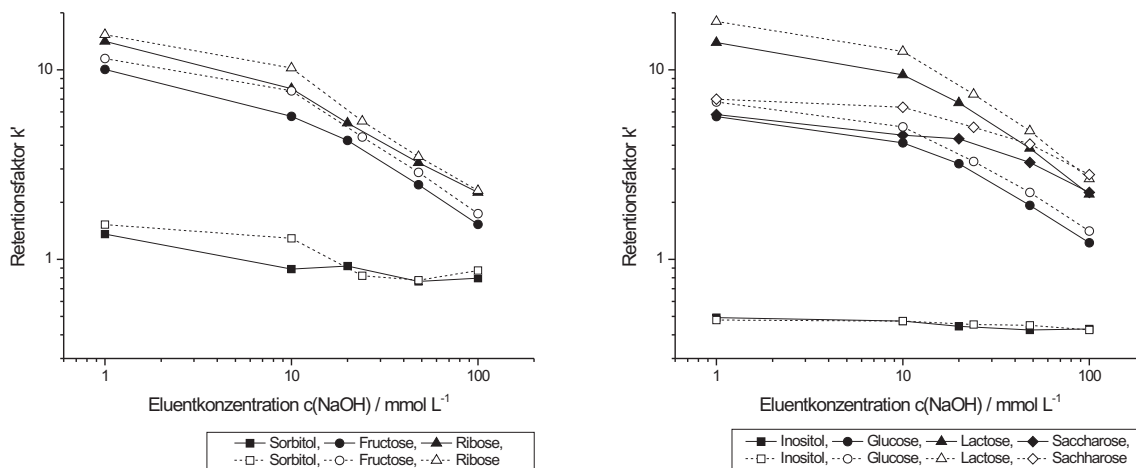 10
1
Retentionsfaktor k'
1
10
100
Eluentkonzentration c(NaOH) / mmol L-1
Sorbitol, Fructose, Ribose,
Sorbitol, Fructose, Ribose
10
1
Retentionsfaktor k'
1
10
100
Eluentkonzentration c(NaOH) / mmol L-1
Inositol, Glucose, Lactose, Saccharose,
Inositol, Glucose, Lactose, Sachharose